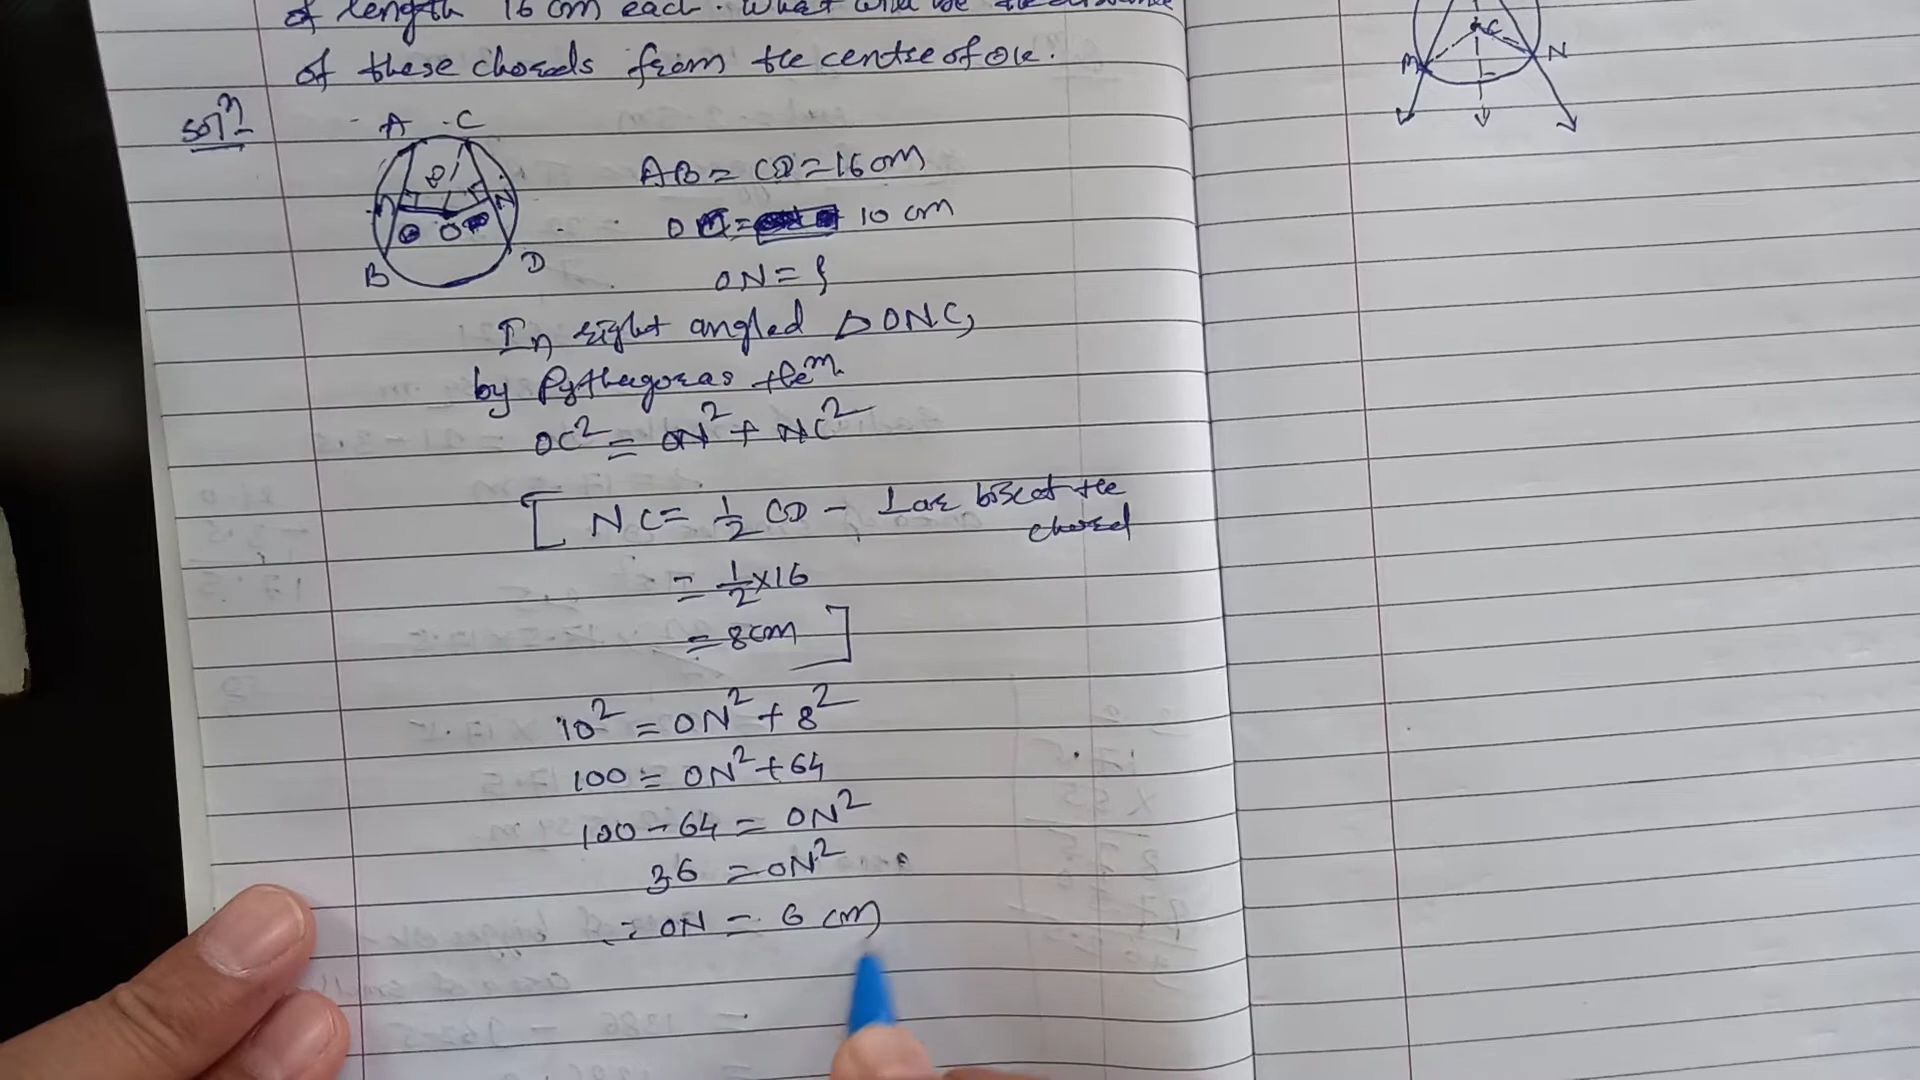 of length 16 cm each. What will be the distance
of these chords from the centre of
Sol?
A C
O
M N
O
B D
AB = CD = 16 cm
OC = 10 cm
ON = ?
In right angled △ ONC,
by Pythagoras the^m
OC² = ON² + NC²
[ NC = 1/2 CD - ⊥ar bisect the
chord
= 1/2 × 16
= 8 cm ]
10² = ON² + 8²
100 = ON² + 64
100 - 64 = ON²
36 = ON²
∴ ON = 6 cm
C
M N